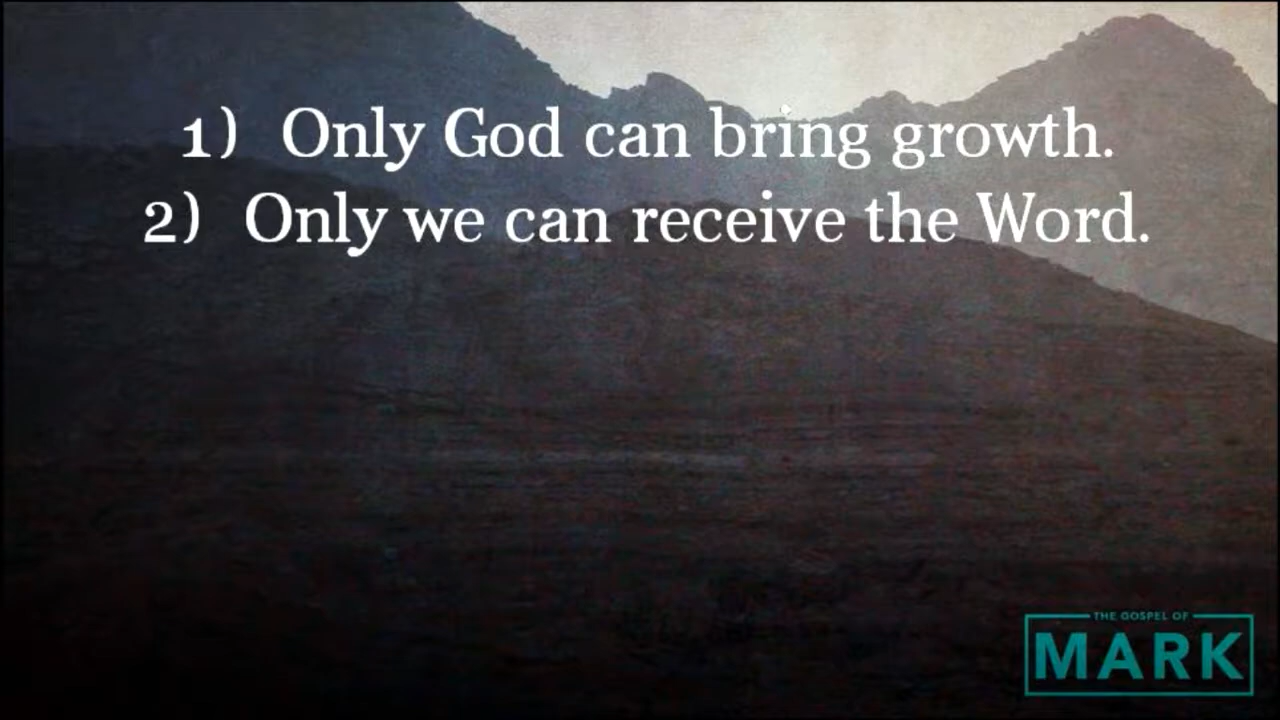 1) Only God can bring growth.
2) Only we can receive the Word.
THE GOSPEL OF
MARK